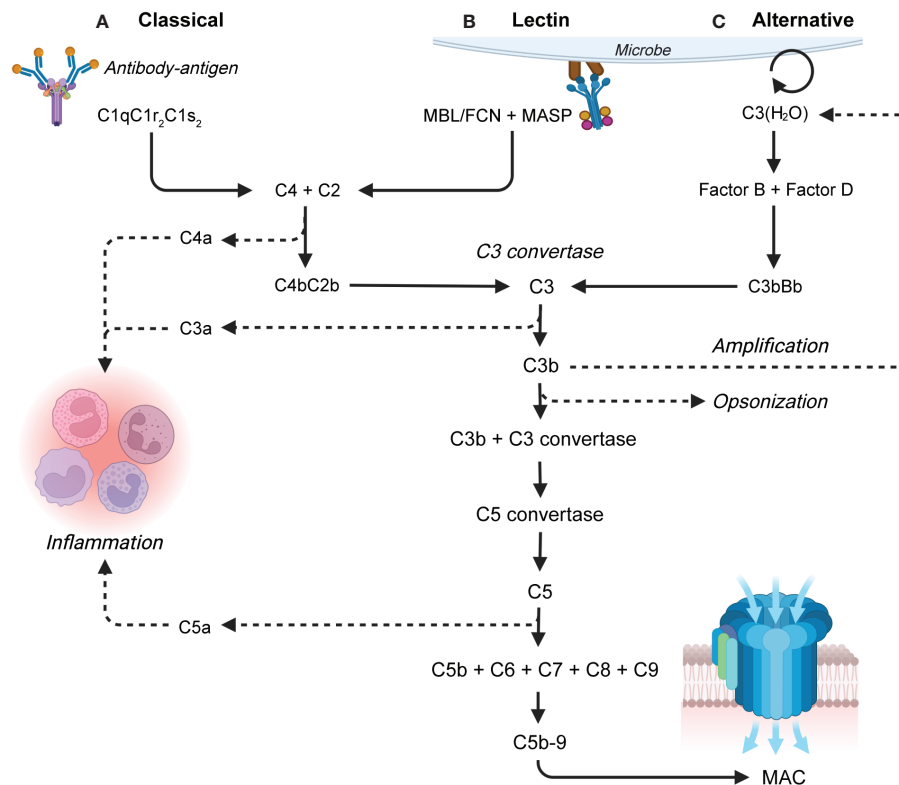 A Classical
B Lectin
C Alternative
Microbe
Antibody-antigen
C1qC1r₂C1s₂
MBL/FCN + MASP
C3(H₂O)
C4 + C2
Factor B + Factor D
C4a
C3 convertase
C4bC2b
C3
C3bBb
C3a
Amplification
C3b
Opsonization
C3b + C3 convertase
C5 convertase
Inflammation
C5
C5a
C5b + C6 + C7 + C8 + C9
C5b-9
MAC